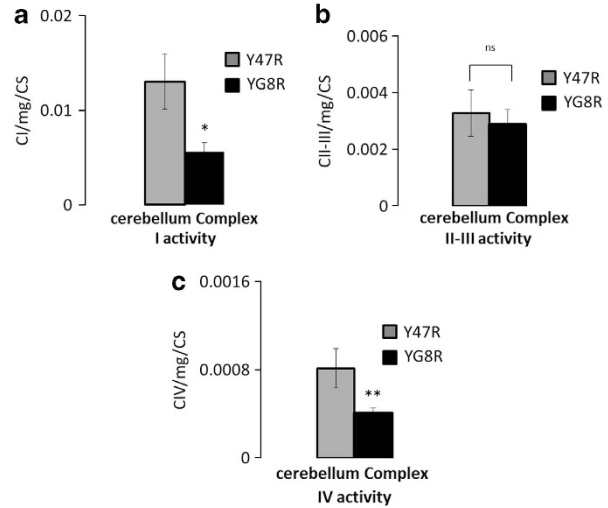 a
0.02
0.01
0
CI/mg/CS
Y47R
YG8R
*
cerebellum Complex
I activity
b
0.006
0.004
0.002
0
CII-III/mg/CS
ns
Y47R
YG8R
cerebellum Complex
II-III activity
c
0.0016
0.0008
0
CIV/mg/CS
Y47R
YG8R
**
cerebellum Complex
IV activity